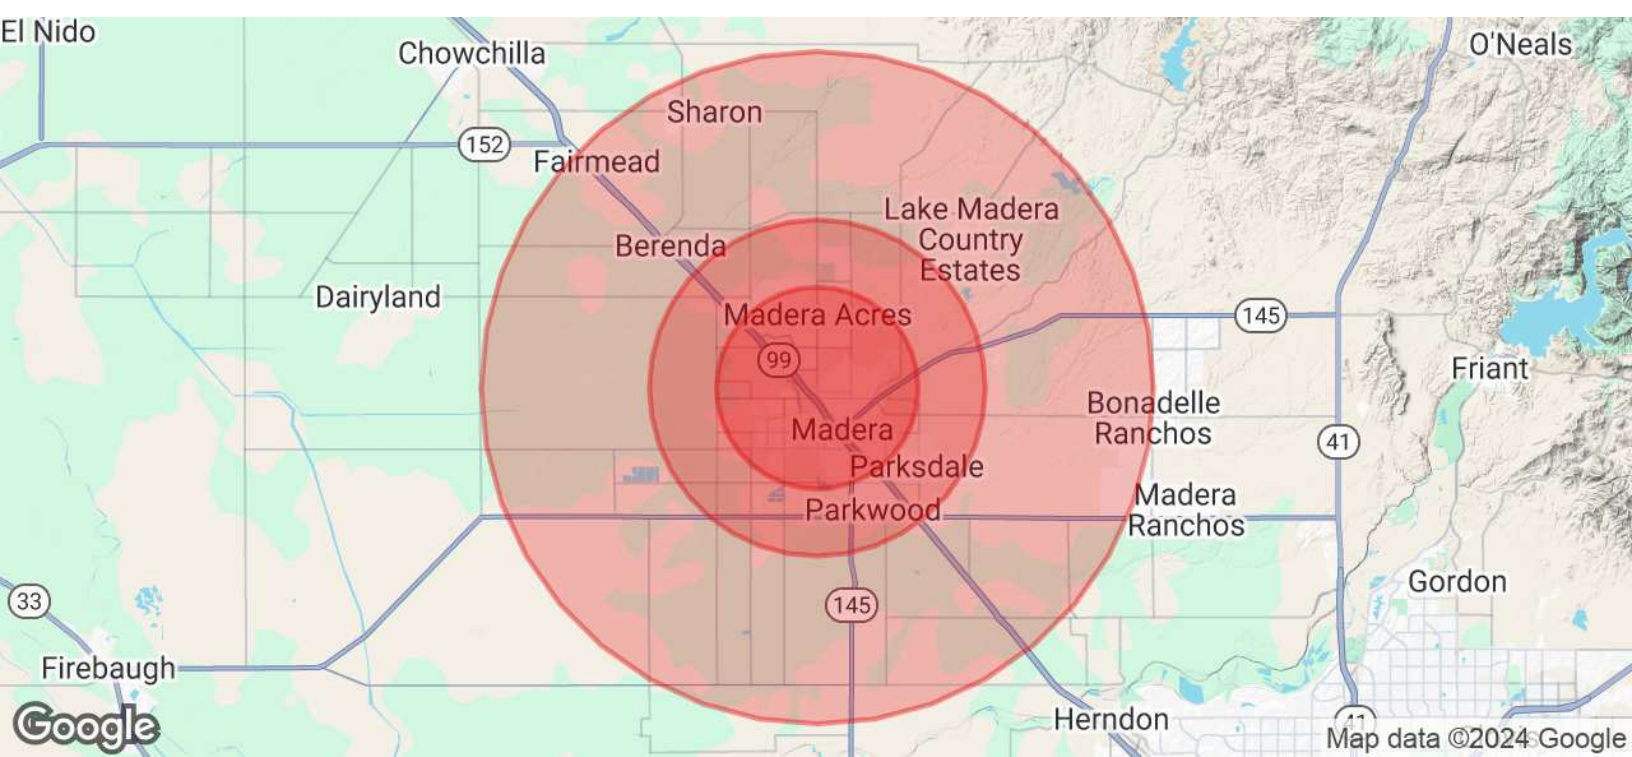 El Nido
Chowchilla
O'Neals
Sharon
152
Fairmead
Lake Madera
Country
Estates
Berenda
Dairyland
Madera Acres
145
99
Friant
Bonadelle
Ranchos
Madera
41
Parksdale
Madera
Ranchos
Parkwood
Gordon
33
145
Firebaugh
Herndon
41
Google
Map data ©2024 Google